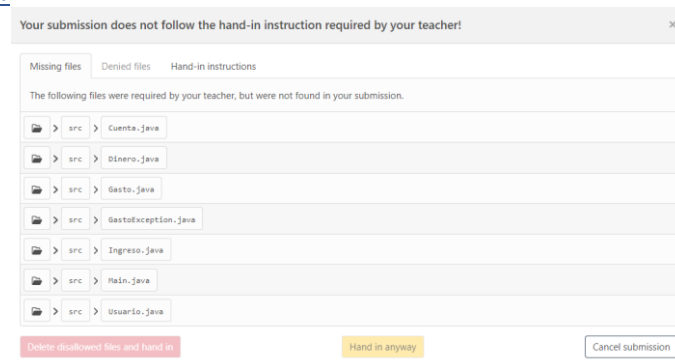 Your submission does not follow the hand-in instruction required by your teacher! ×
Missing files Denied files Hand-in instructions
The following files were required by your teacher, but were not found in your submission.
> src > Cuenta.java
> src > Dinero.java
> src > Gasto.java
> src > GastoException.java
> src > Ingreso.java
> src > Main.java
> src > Usuario.java
Delete disallowed files and hand in Hand in anyway Cancel submission